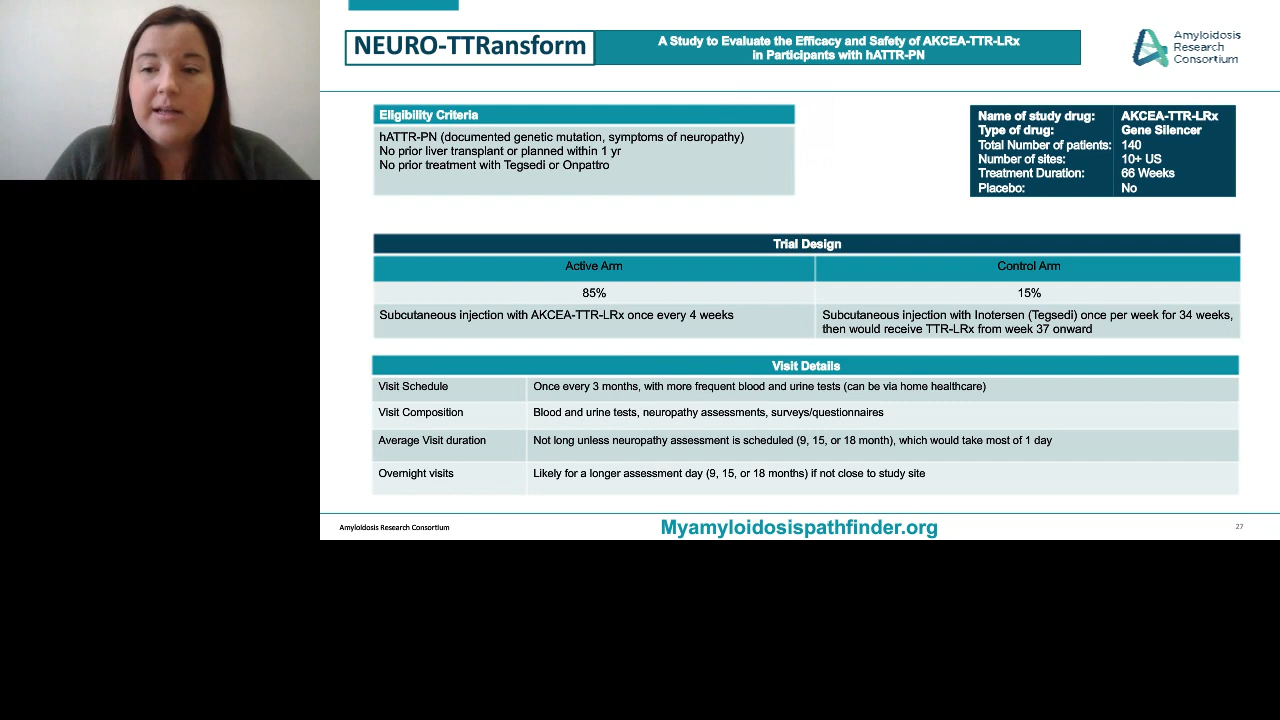 NEURO-TTRansform
A Study to Evaluate the Efficacy and Safety of AKCEA-TTR-LRx
in Participants with hATTR-PN
Amyloidosis
Research
Consortium
Eligibility Criteria
hATTR-PN (documented genetic mutation, symptoms of neuropathy)
No prior liver transplant or planned within 1 yr
No prior treatment with Tegsedi or Onpattro
Name of study drug: AKCEA-TTR-LRx
Type of drug: Gene Silencer
Total Number of patients: 140
Number of sites: 10+ US
Treatment Duration: 66 Weeks
Placebo: No
Trial Design
Active Arm Control Arm
85% 15%
Subcutaneous injection with AKCEA-TTR-LRx once every 4 weeks
Subcutaneous injection with Inotersen (Tegsedi) once per week for 34 weeks,
then would receive TTR-LRx from week 37 onward
Visit Details
Visit Schedule Once every 3 months, with more frequent blood and urine tests (can be via home healthcare)
Visit Composition Blood and urine tests, neuropathy assessments, surveys/questionnaires
Average Visit duration Not long unless neuropathy assessment is scheduled (9, 15, or 18 month), which would take most of 1 day
Overnight visits Likely for a longer assessment day (9, 15, or 18 months) if not close to study site
Amyloidosis Research Consortium
Myamyloidosispathfinder.org
27